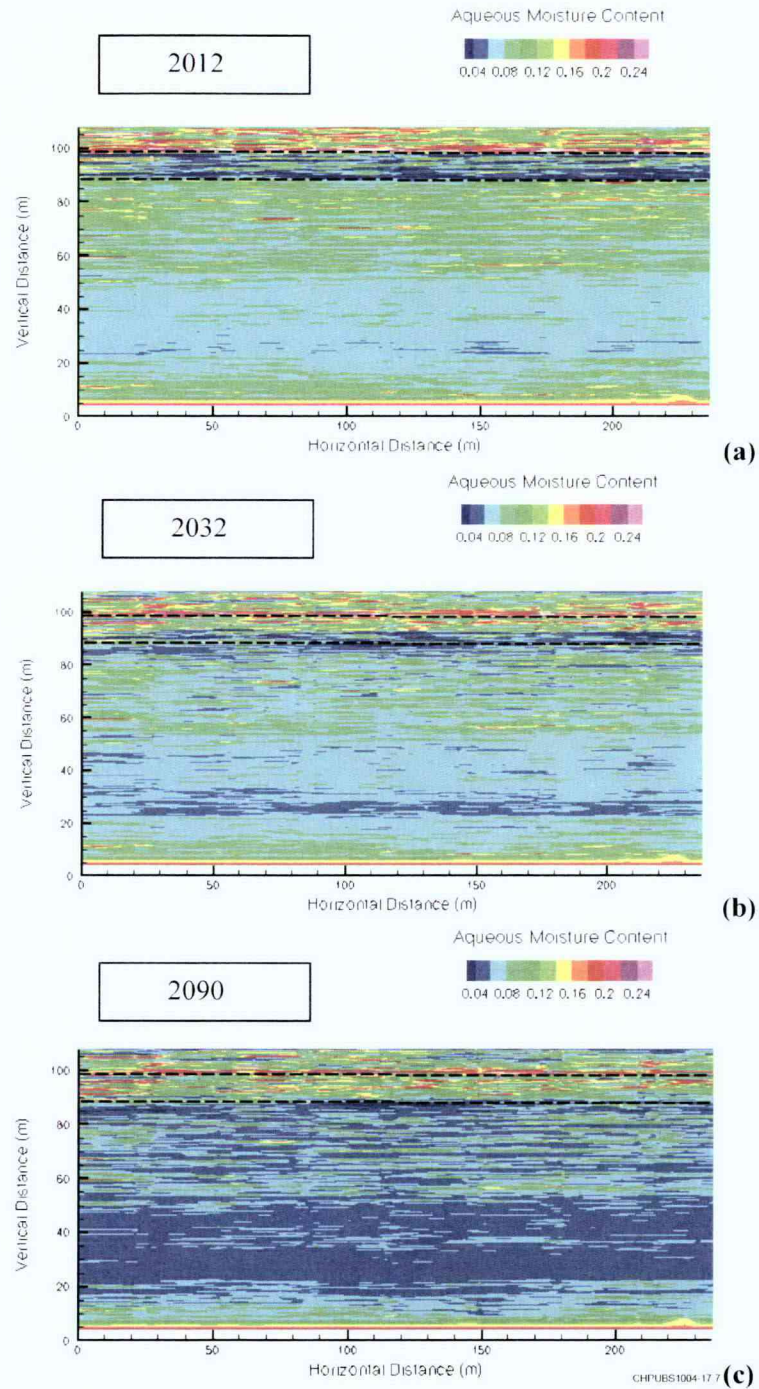 Aqueous Moisture Content
2012
0.04 0.08 0.12 0.16 0.2 0.24
100
80
60
40
20
0
Vertical Distance (m)
0 50 100 150 200
Horizontal Distance (m)
(a)
Aqueous Moisture Content
2032
0.04 0.08 0.12 0.16 0.2 0.24
100
80
60
40
20
0
Vertical Distance (m)
0 50 100 150 200
Horizontal Distance (m)
(b)
Aqueous Moisture Content
2090
0.04 0.08 0.12 0.16 0.2 0.24
100
80
60
40
20
0
Vertical Distance (m)
0 50 100 150 200
Horizontal Distance (m)
CHPUBS1004-17.7
(c)